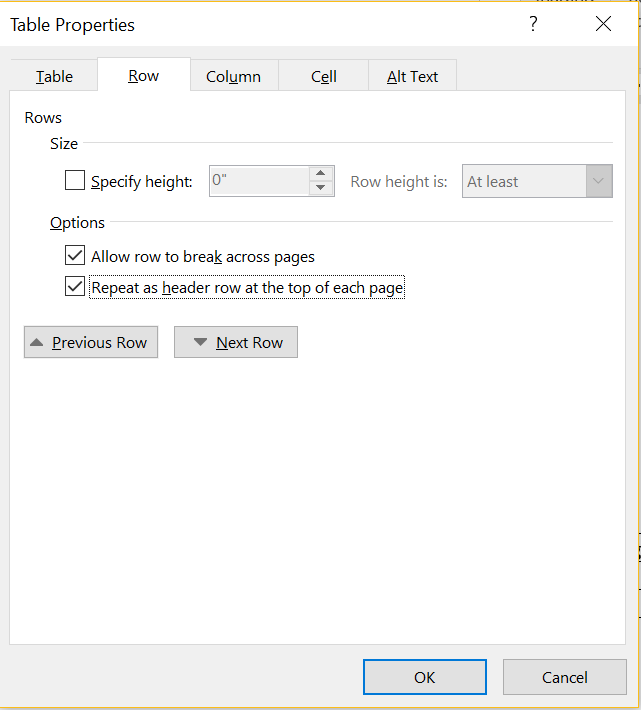 Table Properties ?
Table Row Column Cell Alt Text
Rows
Size
Specify height: 0" Row height is: At least
Options
Allow row to break across pages
Repeat as header row at the top of each page
Previous Row Next Row
OK Cancel